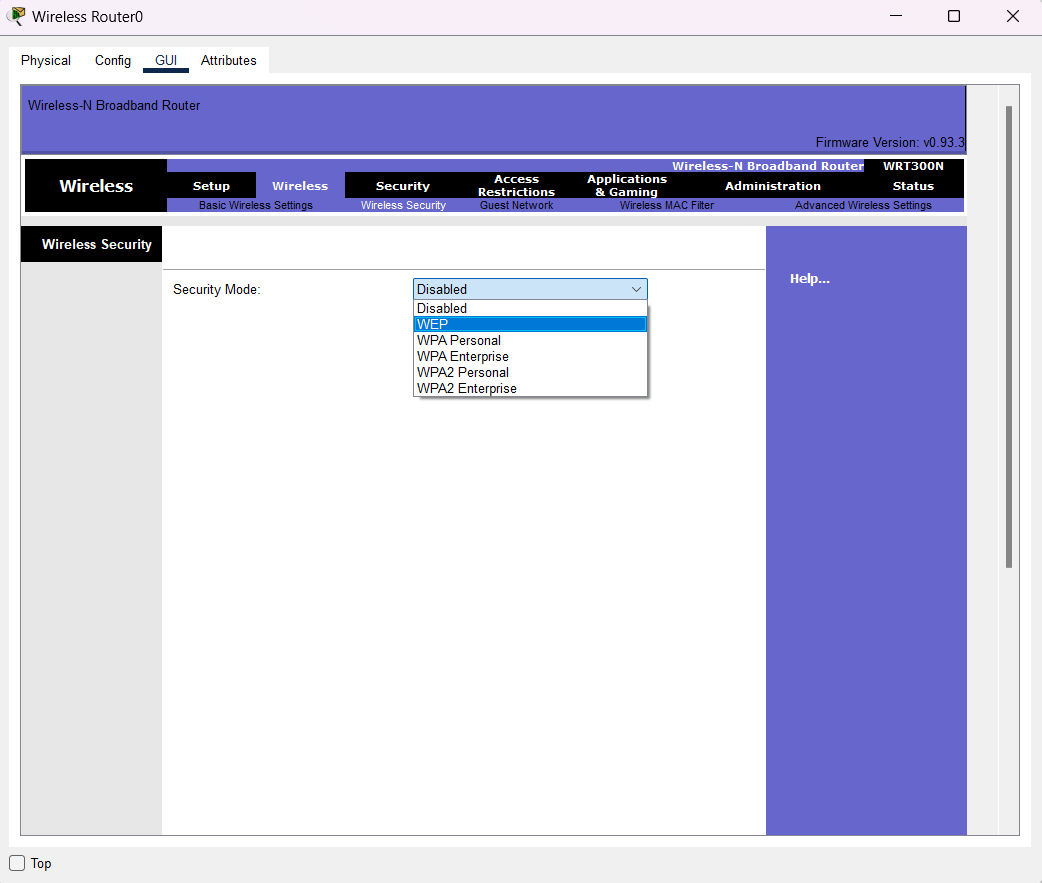 Wireless Router0
Physical Config GUI Attributes
Wireless-N Broadband Router
Firmware Version: v0.93.3
Wireless-N Broadband Router WRT300N
Wireless
Setup Wireless Security Access Restrictions Applications & Gaming Administration Status
Basic Wireless Settings Wireless Security Guest Network Wireless MAC Filter Advanced Wireless Settings
Wireless Security
Help...
Security Mode: Disabled
Disabled
WEP
WPA Personal
WPA Enterprise
WPA2 Personal
WPA2 Enterprise
Top